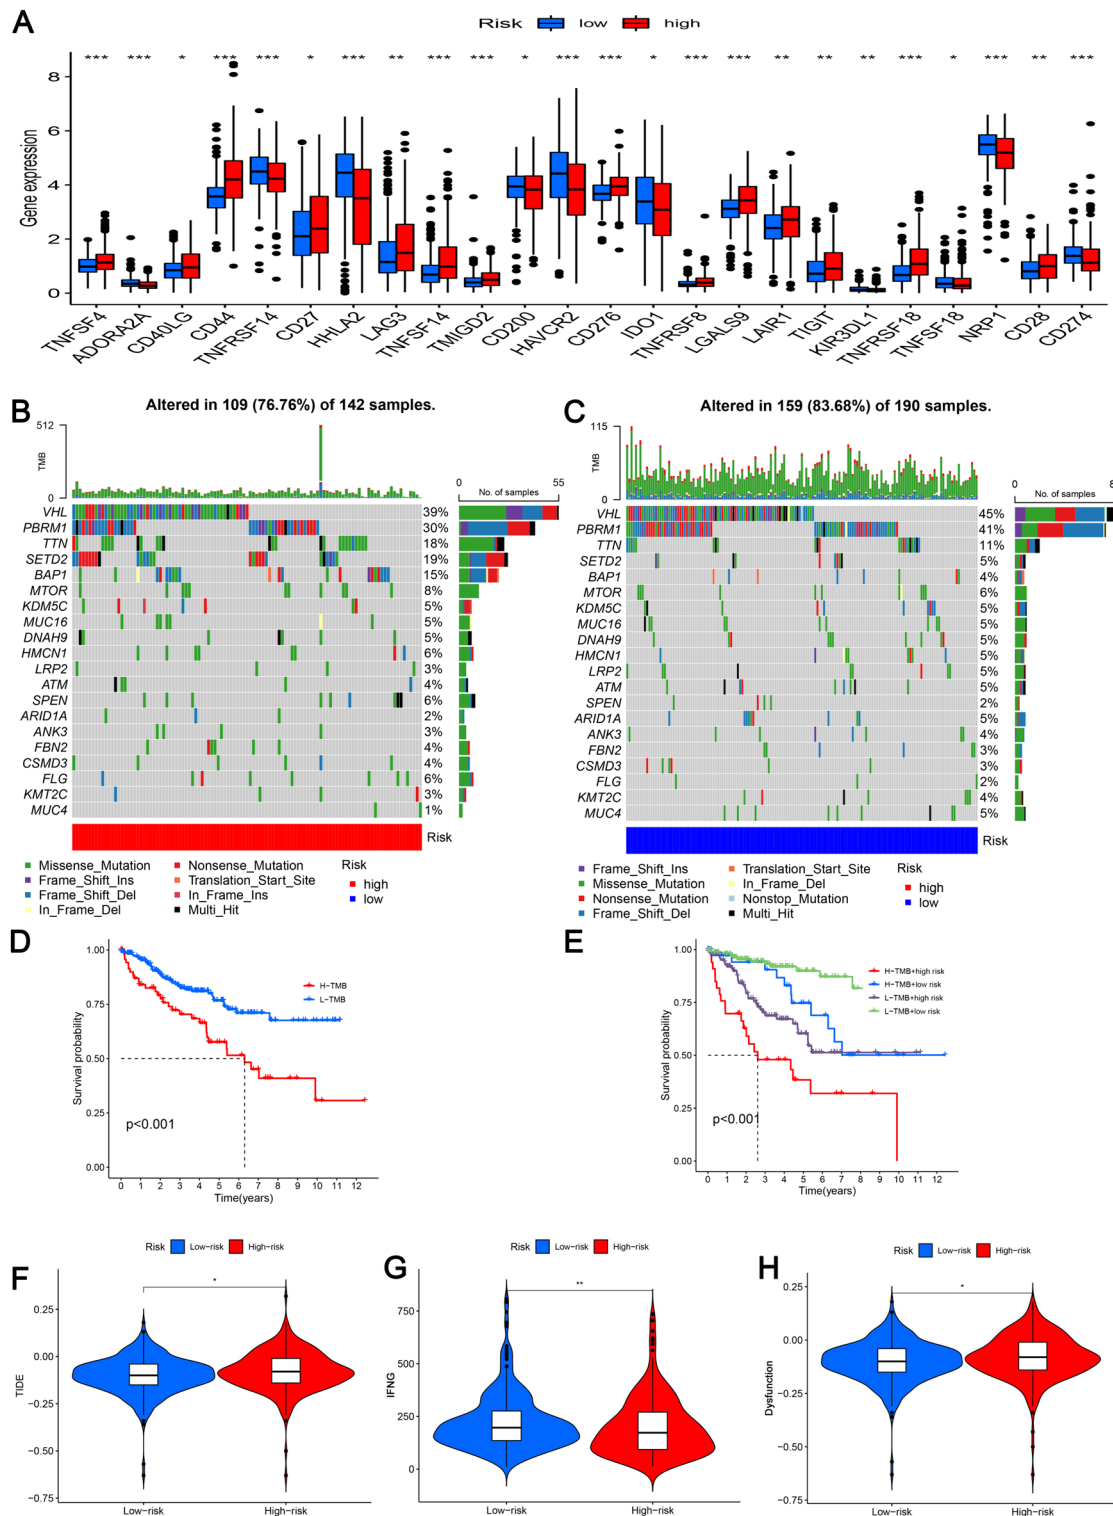 A
Risk low high
*** *** * *** *** * *** ** *** *** * *** *** * *** *** ** ** ** *** * *** ** ***
Gene expression
8
6
4
2
0
TNFSF4 ADORA2A CD40LG CD44 TNFRSF14 CD27 HHLA2 LAG3 TNFSF14 TMIGD2 CD200 HAVCR2 CD276 IDO1 TNFRSF8 LGALS9 LAIR1 TIGIT KIR3DL1 TNFRSF18 TNFSF18 NRP1 CD28 CD274
B
Altered in 109 (76.76%) of 142 samples.
512
TMB
0
0 No. of samples 55
VHL 39%
PBRM1 30%
TTN 18%
SETD2 19%
BAP1 15%
MTOR 8%
KDM5C 5%
MUC16 5%
DNAH9 5%
HMCN1 6%
LRP2 3%
ATM 4%
SPEN 6%
ARID1A 2%
ANK3 3%
FBN2 4%
CSMD3 4%
FLG 6%
KMT2C 3%
MUC4 1%
Risk
Missense_Mutation Nonsense_Mutation Risk
Frame_Shift_Ins Translation_Start_Site high
Frame_Shift_Del In_Frame_Ins low
In_Frame_Del Multi_Hit
C
Altered in 159 (83.68%) of 190 samples.
115
TMB
0
0 No. of samples 8
VHL 45%
PBRM1 41%
TTN 11%
SETD2 5%
BAP1 4%
MTOR 6%
KDM5C 5%
MUC16 5%
DNAH9 5%
HMCN1 5%
LRP2 5%
ATM 5%
SPEN 2%
ARID1A 5%
ANK3 4%
FBN2 3%
CSMD3 3%
FLG 2%
KMT2C 4%
MUC4 5%
Risk
Frame_Shift_Ins Translation_Start_Site Risk
Missense_Mutation In_Frame_Del high
Nonsense_Mutation Nonstop_Mutation low
Frame_Shift_Del Multi_Hit
D
Survival probability
1.00
0.75
0.50
0.25
0.00
H-TMB
L-TMB
p<0.001
0 1 2 3 4 5 6 7 8 9 10 11 12
Time(years)
E
Survival probability
1.00
0.75
0.50
0.25
0.00
H-TMB+high risk
H-TMB+low risk
L-TMB+high risk
L-TMB+low risk
p<0.001
0 1 2 3 4 5 6 7 8 9 10 11 12
Time(years)
F
Risk Low-risk High-risk
*
TIDE
0.25
0.00
-0.25
-0.50
-0.75
Low-risk High-risk
G
Risk Low-risk High-risk
**
IFNG
750
500
250
0
Low-risk High-risk
H
Risk Low-risk High-risk
*
Dysfunction
0.25
0.00
-0.25
-0.50
-0.75
Low-risk High-risk